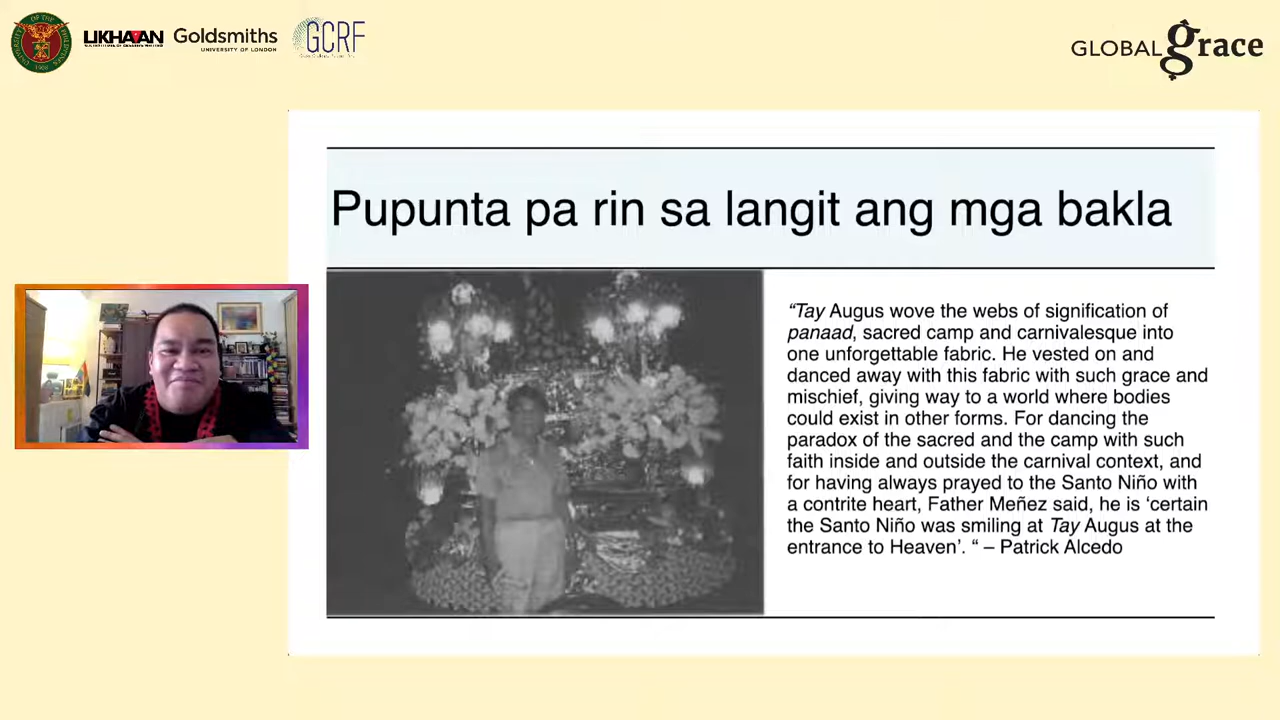 UNIVERSITY OF THE PHILIPPINES
1908
LIKHAAN
Goldsmiths
UNIVERSITY OF LONDON
GCRF
GLOBAL grace
Pupunta pa rin sa langit ang mga bakla
“Tay Augus wove the webs of signification of
panaad, sacred camp and carnivalesque into
one unforgettable fabric. He vested on and
danced away with this fabric with such grace and
mischief, giving way to a world where bodies
could exist in other forms. For dancing the
paradox of the sacred and the camp with such
faith inside and outside the carnival context, and
for having always prayed to the Santo Niño with
a contrite heart, Father Meñez said, he is ‘certain
the Santo Niño was smiling at Tay Augus at the
entrance to Heaven’. “ – Patrick Alcedo